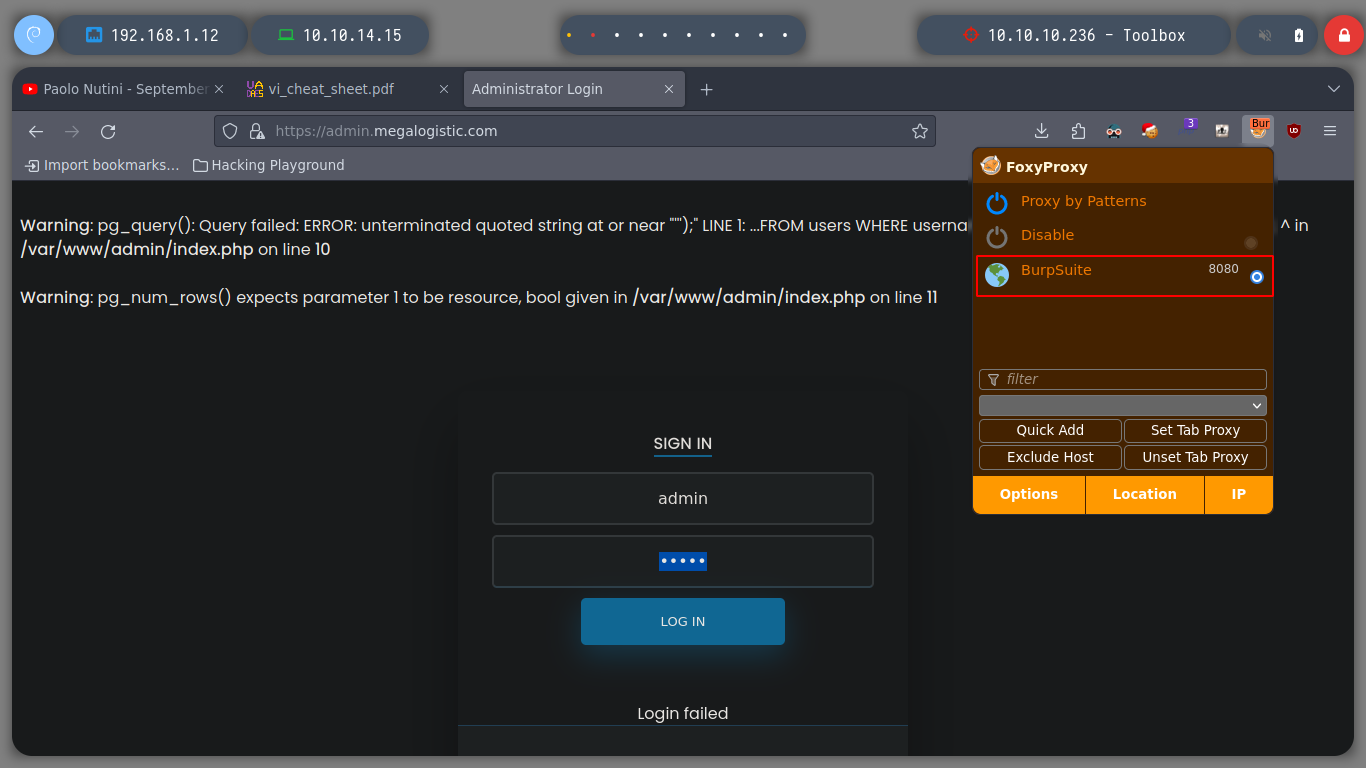 192.168.1.12
10.10.14.15
10.10.10.236 - Toolbox
Paolo Nutini - September
vi_cheat_sheet.pdf
Administrator Login
https://admin.megalogistic.com
3
Bur
Import bookmarks...
Hacking Playground
Warning: pg_query(): Query failed: ERROR: unterminated quoted string at or near "'");" LINE 1: ...FROM users WHERE userna
^ in
/var/www/admin/index.php on line 10
Warning: pg_num_rows() expects parameter 1 to be resource, bool given in /var/www/admin/index.php on line 11
FoxyProxy
Proxy by Patterns
Disable
BurpSuite
8080
filter
Quick Add
Set Tab Proxy
Exclude Host
Unset Tab Proxy
Options
Location
IP
SIGN IN
admin
•••••
LOG IN
Login failed